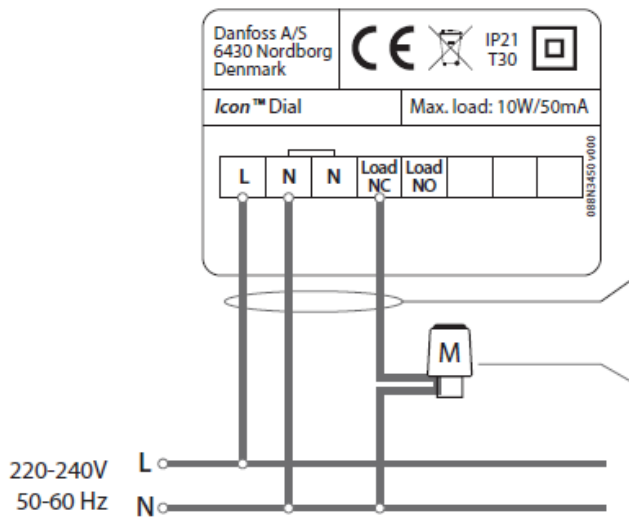 Danfoss A/S
6430 Nordborg
Denmark
CE
IP21
T30
Icon™ Dial
Max. load: 10W/50mA
L N N Load NC Load NO
088N3450 v000
M
220-240V L
50-60 Hz N